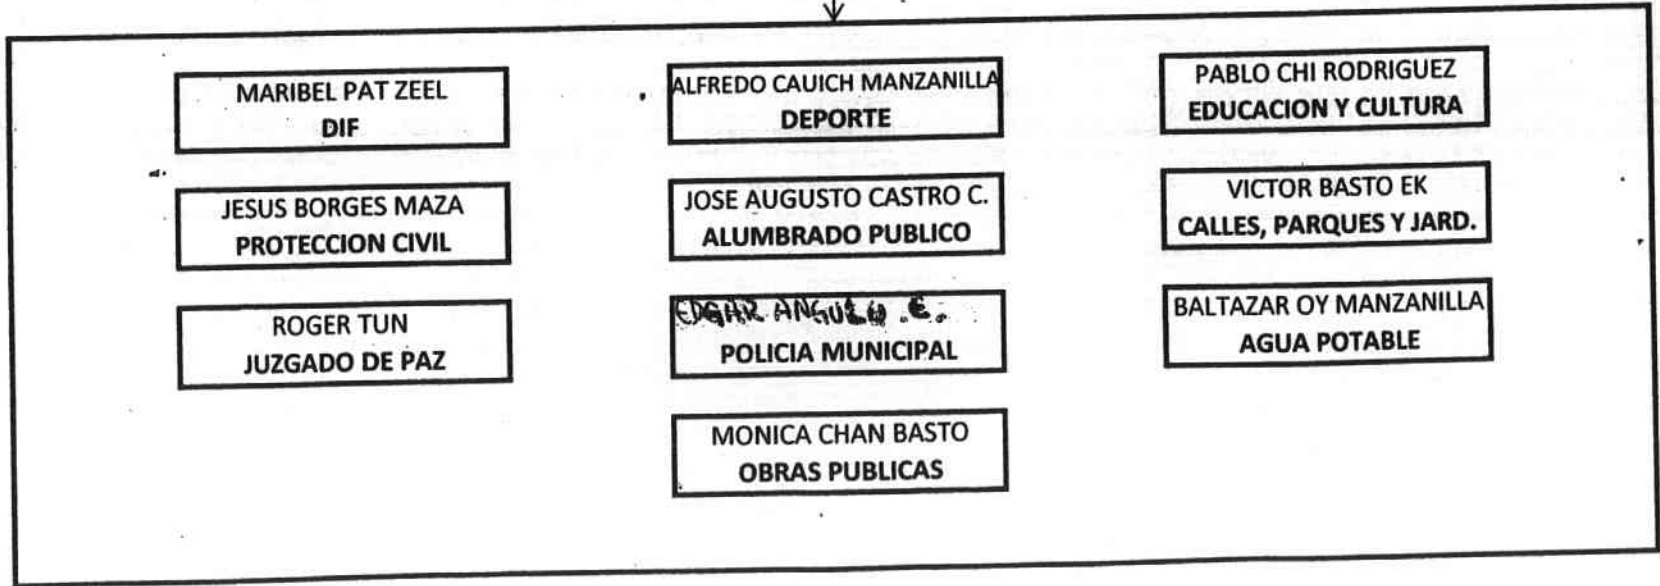 MARIBEL PAT ZEEL
DIF
ALFREDO CAUICH MANZANILLA
DEPORTE
PABLO CHI RODRIGUEZ
EDUCACION Y CULTURA
JESUS BORGES MAZA
PROTECCION CIVIL
JOSE AUGUSTO CASTRO C.
ALUMBRADO PUBLICO
VICTOR BASTO EK
CALLES, PARQUES Y JARD.
ROGER TUN
JUZGADO DE PAZ
EDGAR ANGULO E.
POLICIA MUNICIPAL
BALTAZAR OY MANZANILLA
AGUA POTABLE
MONICA CHAN BASTO
OBRAS PUBLICAS